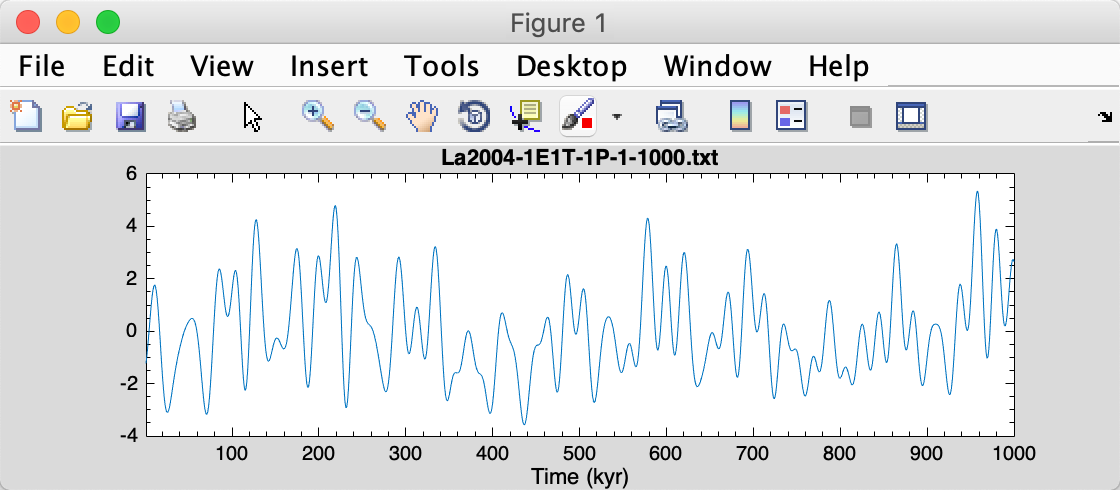 Figure 1
File Edit View Insert Tools Desktop Window Help
La2004-1E1T-1P-1-1000.txt
6
4
2
0
-2
-4
100 200 300 400 500 600 700 800 900 1000
Time (kyr)